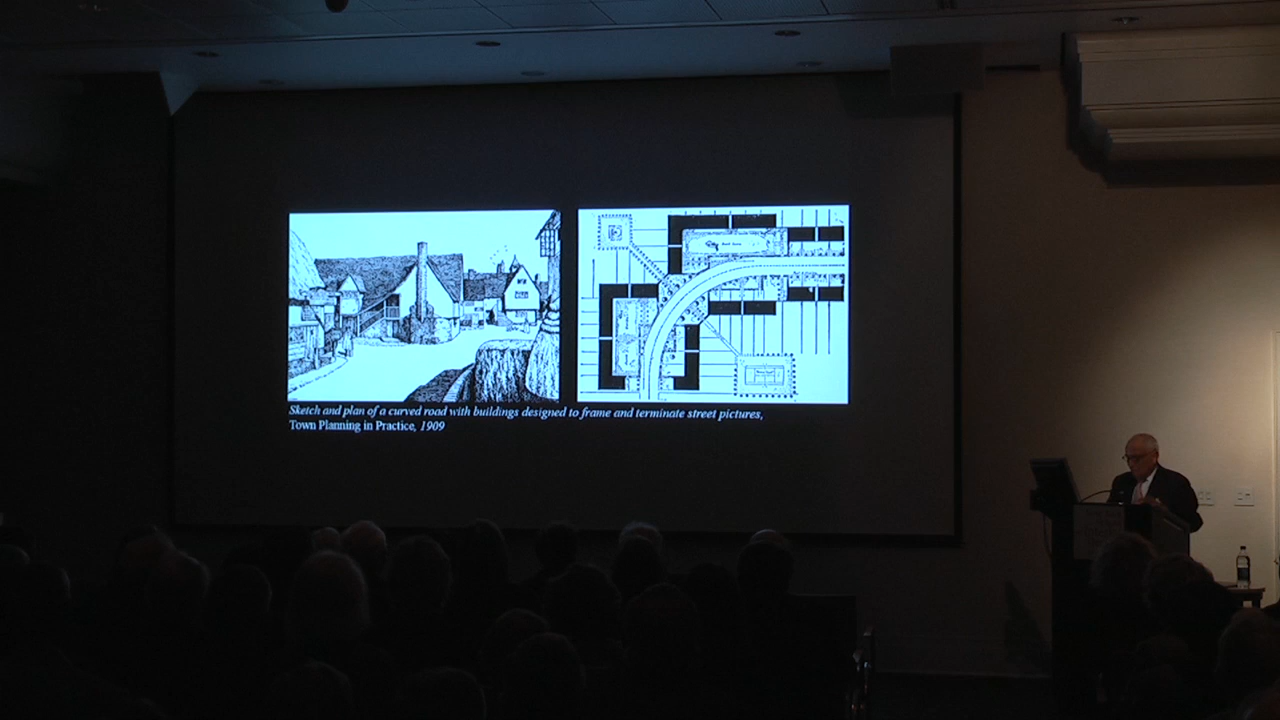 Sketch and plan of a curved road with buildings designed to frame and terminate street pictures,
Town Planning in Practice, 1909